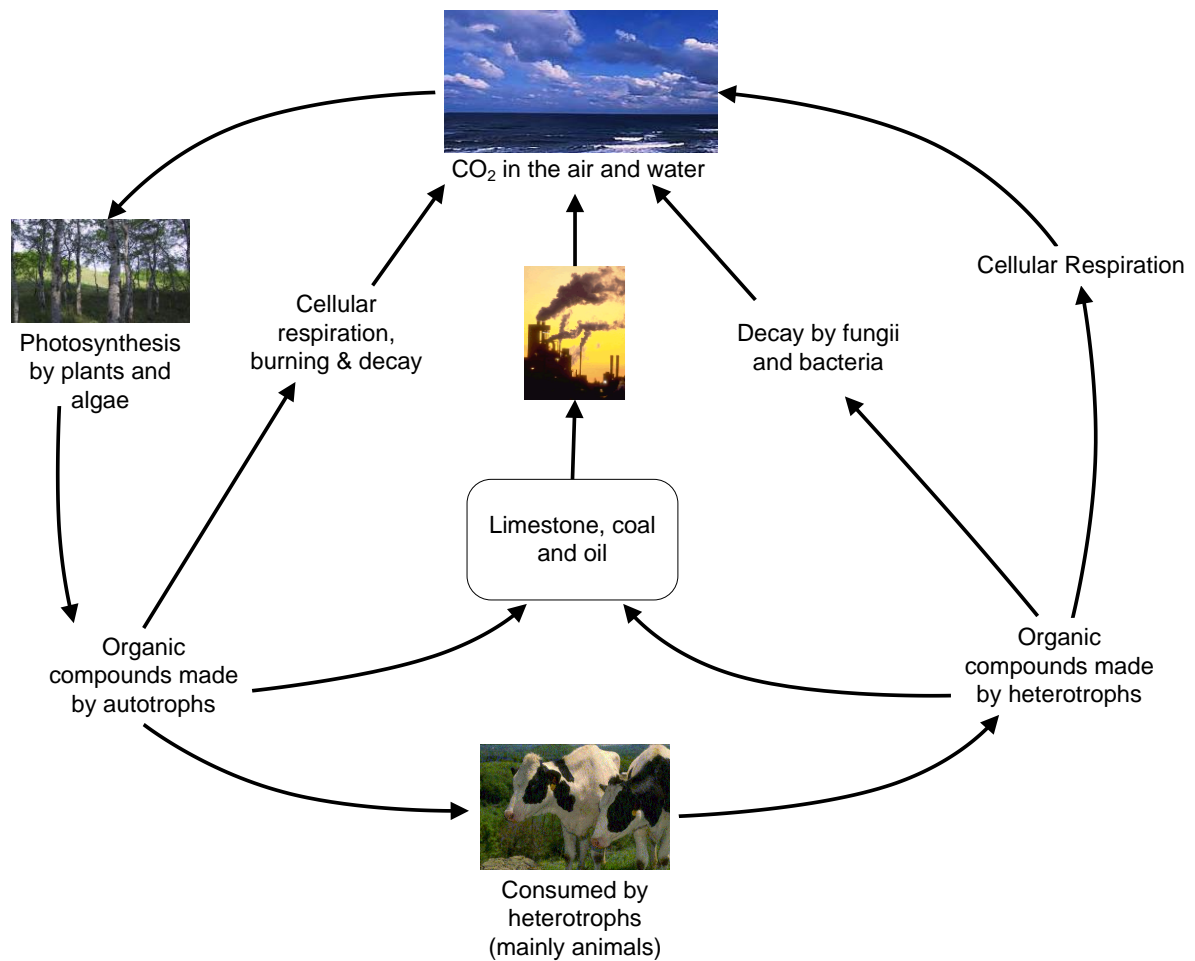 CO₂ in the air and water
Cellular Respiration
Cellular
respiration,
burning & decay
Decay by fungii
and bacteria
Photosynthesis
by plants and
algae
Limestone, coal
and oil
Organic
compounds made
by autotrophs
Organic
compounds made
by heterotrophs
Consumed by
heterotrophs
(mainly animals)